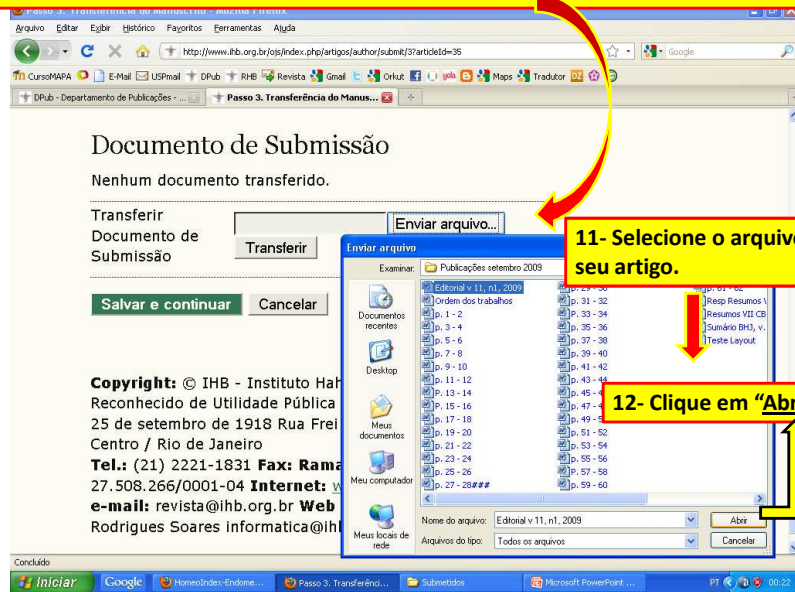 Passo 3. Transferência do Manuscrito - Mozilla Firefox
Arquivo Editar Exibir Histórico Favoritos Ferramentas Ajuda
http://www.ihb.org.br/ojs/index.php/artigos/author/submit/3?articleId=35
Google
CursoMAPA E-Mail USPmail DPub RHB Revista Gmail Orkut Maps Tradutor
DPub - Departamento de Publicações - ...
Passo 3. Transferência do Manus...
Documento de Submissão
Nenhum documento transferido.
Transferir
Documento de
Submissão
Enviar arquivo...
Transferir
Salvar e continuar Cancelar
11- Selecione o arquivo
seu artigo.
Enviar arquivo
Examinar: Publicações setembro 2009
Documentos
recentes
Desktop
Meus
documentos
Meu computador
Meus locais de
rede
Editorial v 11, n1, 2009
Ordem dos trabalhos
p. 1 - 2
p. 3 - 4
p. 5 - 6
p. 7 - 8
p. 9 - 10
p. 11 - 12
P. 13 - 14
P. 15 - 16
p. 17 - 18
p. 19 - 20
p. 21 - 22
p. 23 - 24
p. 25 - 26
p. 27 - 28###
p. 29 - 30
p. 31 - 32
p. 33 - 34
p. 35 - 36
p. 37 - 38
p. 39 - 40
p. 41 - 42
p. 43 - 44
p. 45 -
p. 47 -
p. 49 - 5
p. 51 - 52
p. 53 - 54
p. 55 - 56
P. 57 - 58
p. 59 - 60
p. 61 - 62
Resp Resumos V
Resumos VII CB
Sumário BHJ, v.
Teste Layout
12- Clique em “Abr
Nome do arquivo: Editorial v 11, n1, 2009 Abrir
Arquivos do tipo: Todos os arquivos Cancelar
Copyright: © IHB - Instituto Hah
Reconhecido de Utilidade Pública
25 de setembro de 1918 Rua Frei
Centro / Rio de Janeiro
Tel.: (21) 2221-1831 Fax: Rama
27.508.266/0001-04 Internet: w
e-mail: revista@ihb.org.br Web
Rodrigues Soares informatica@ihl
Concluído
Iniciar Google HomeoIndex-Endome... Passo 3. Transferênci... Submetidos Microsoft PowerPoint ... PT 00:22